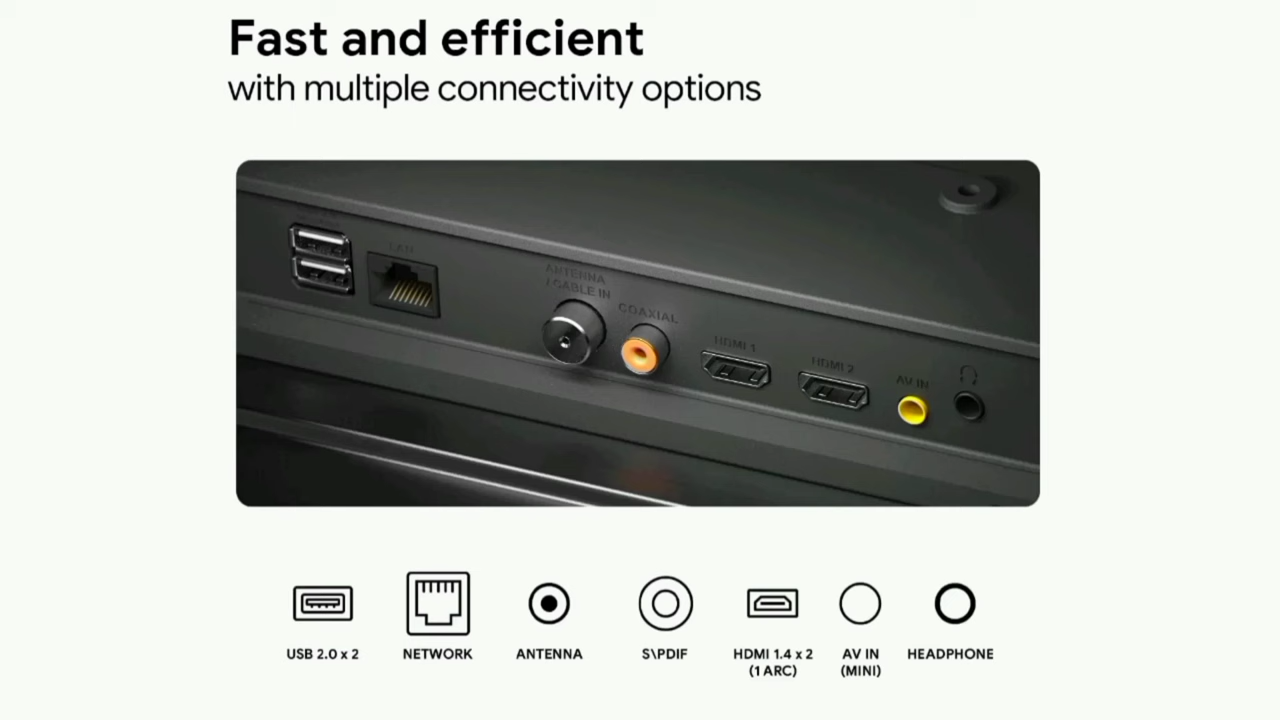 Fast and efficient
with multiple connectivity options
LAN
ANTENNA
/ CABLE IN
COAXIAL
HDMI 1
HDMI 2
AV IN
USB 2.0 x 2
NETWORK
ANTENNA
S\PDIF
HDMI 1.4 x 2
(1 ARC)
AV IN
(MINI)
HEADPHONE